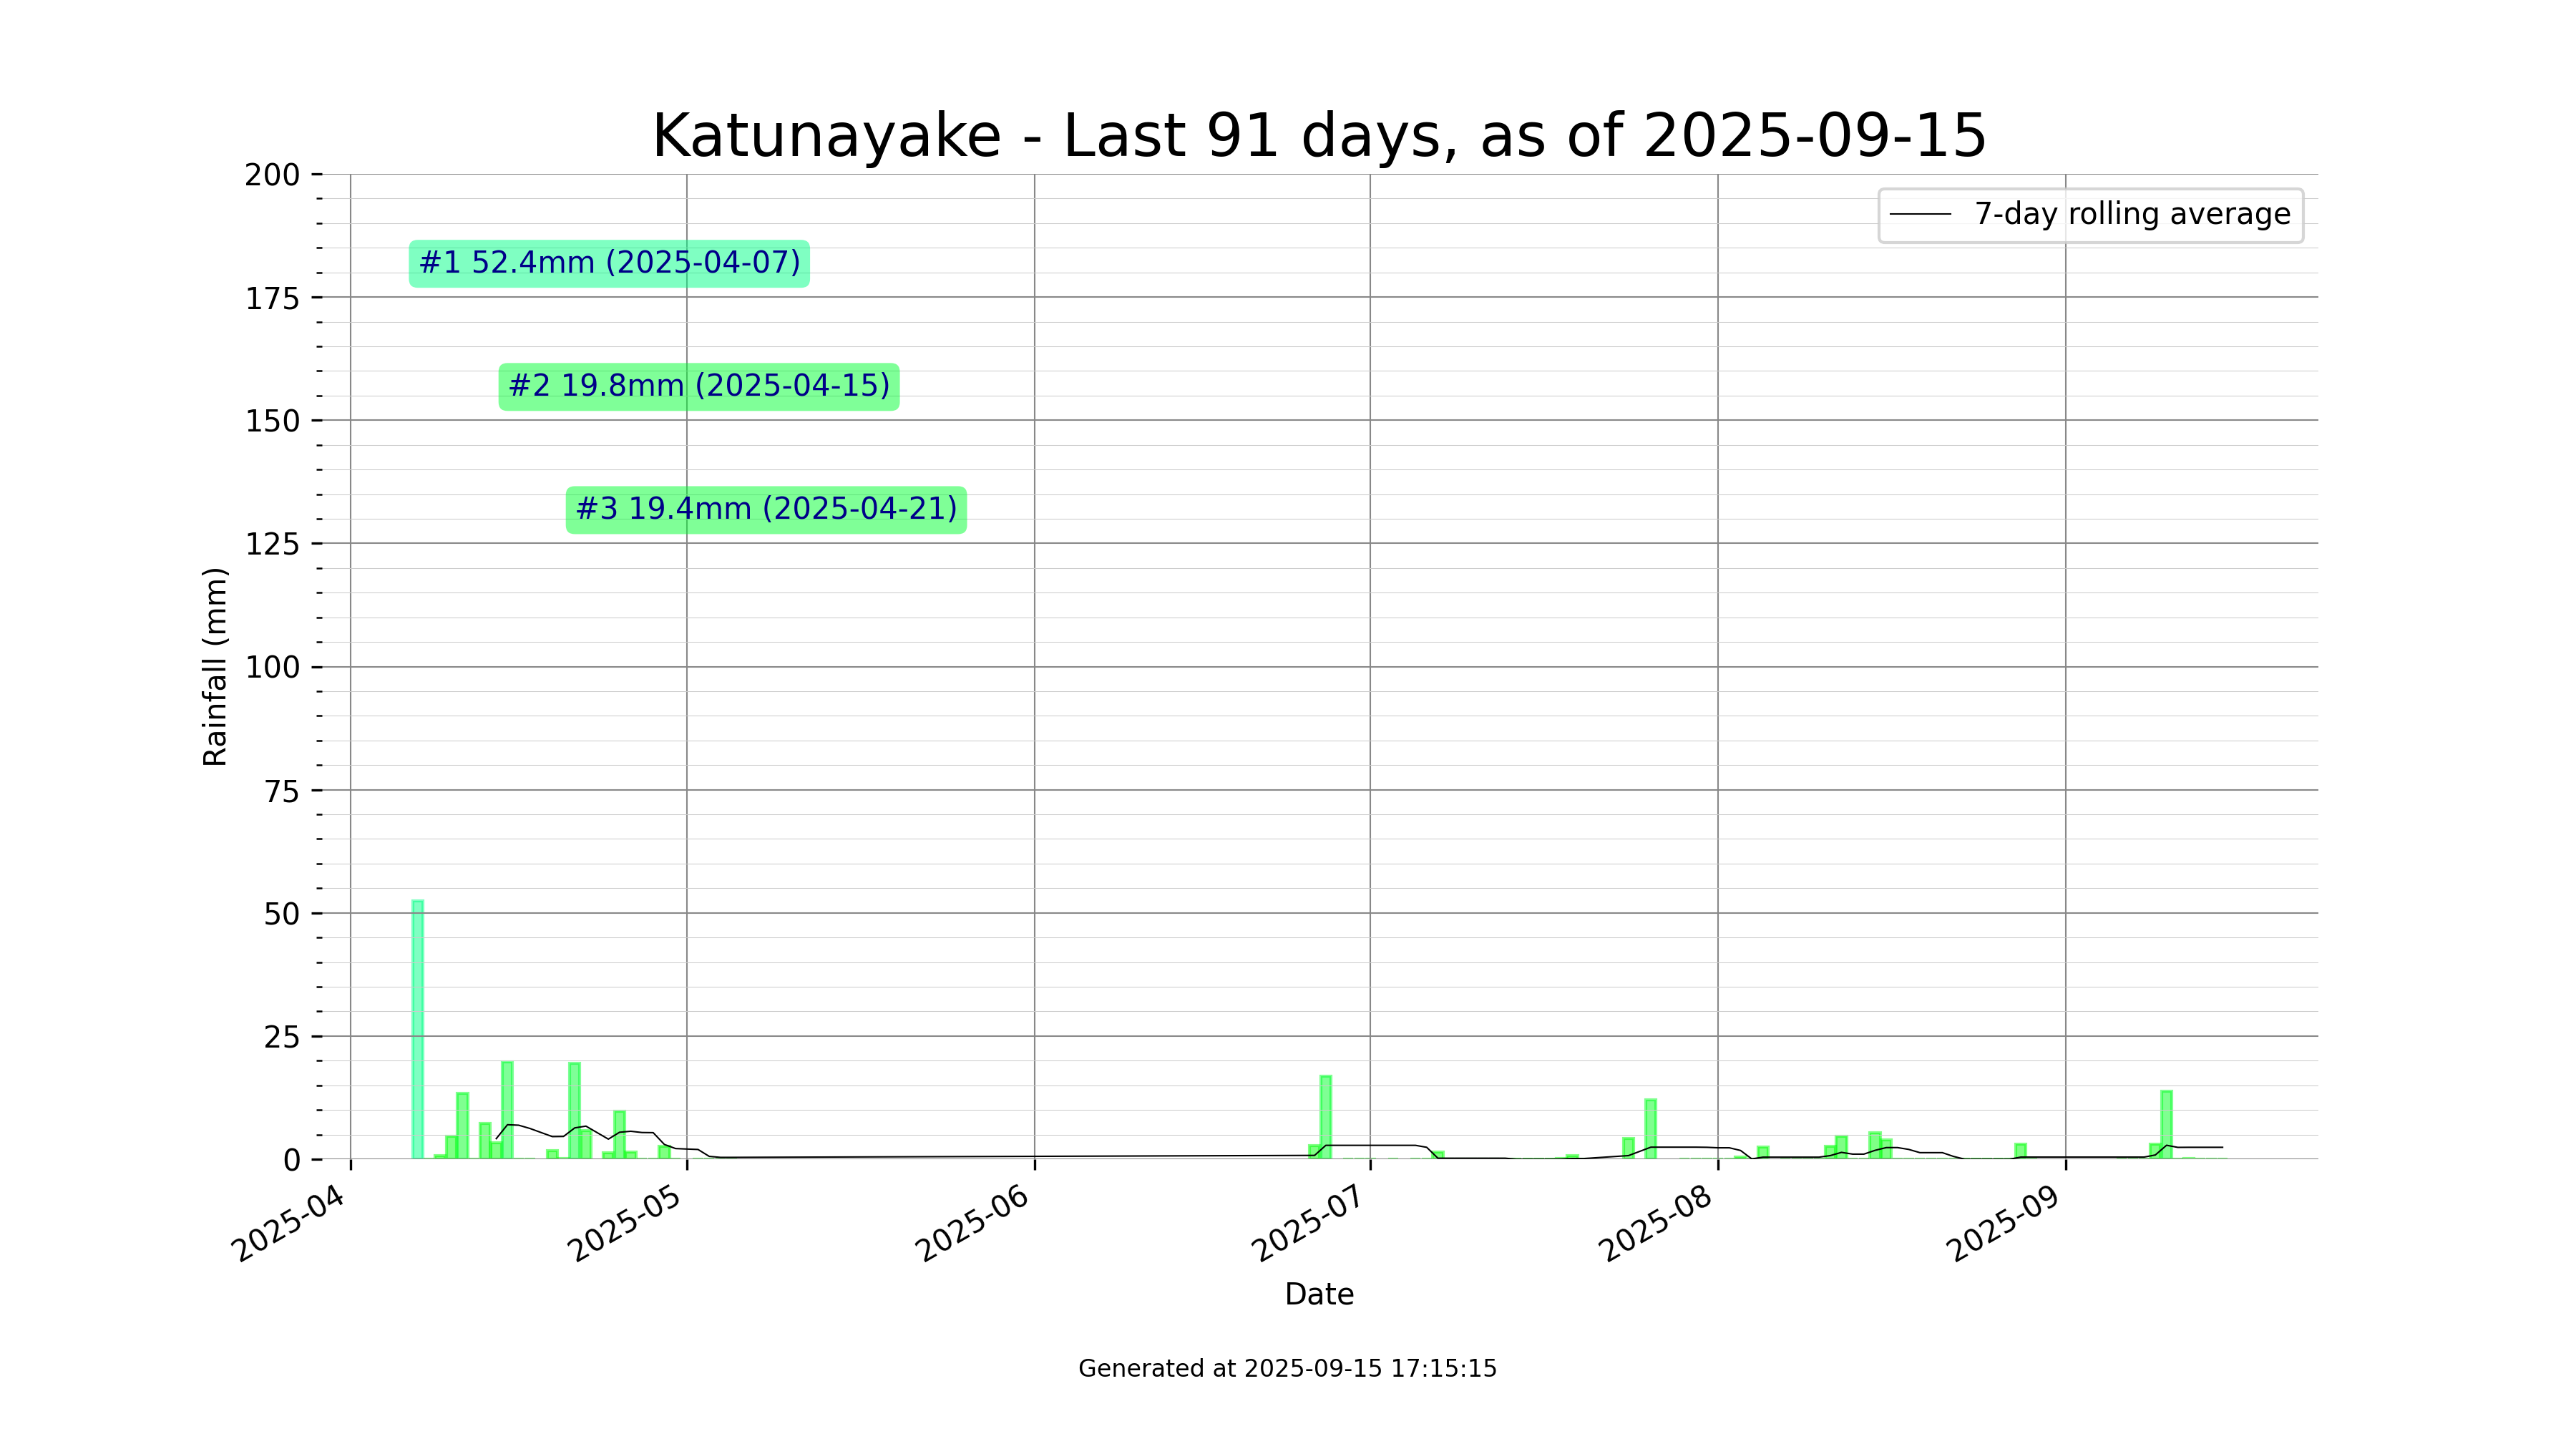 Katunayake - Last 91 days, as of 2025-09-15
7-day rolling average
#1 52.4mm (2025-04-07)
#2 19.8mm (2025-04-15)
#3 19.4mm (2025-04-21)
Rainfall (mm)
200
175
150
125
100
75
50
25
0
2025-04
2025-05
2025-06
2025-07
2025-08
2025-09
Date
Generated at 2025-09-15 17:15:15